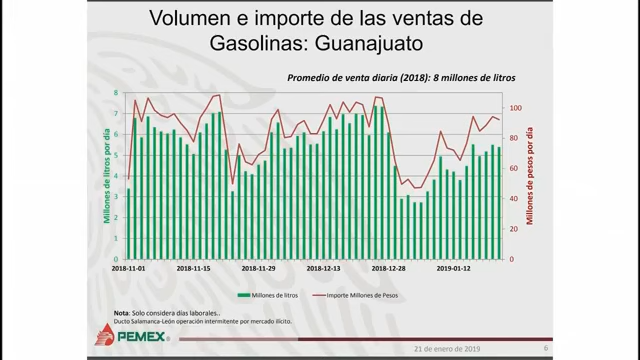 Volumen e importe de las ventas de
Gasolinas: Guanajuato
Promedio de venta diaria (2018): 8 millones de litros
Millones de litros por día
8
7
6
5
4
3
2
1
0
100
80
60
40
20
0
Millones de pesos por día
2018-11-01 2018-11-15 2018-11-29 2018-12-13 2018-12-28 2019-01-12
Millones de litros Importe Millones de Pesos
Nota: Solo considera días laborales..
Ducto Salamanca-León operación intermitente por mercado ilícito.
PEMEX
21 de enero de 2019 6